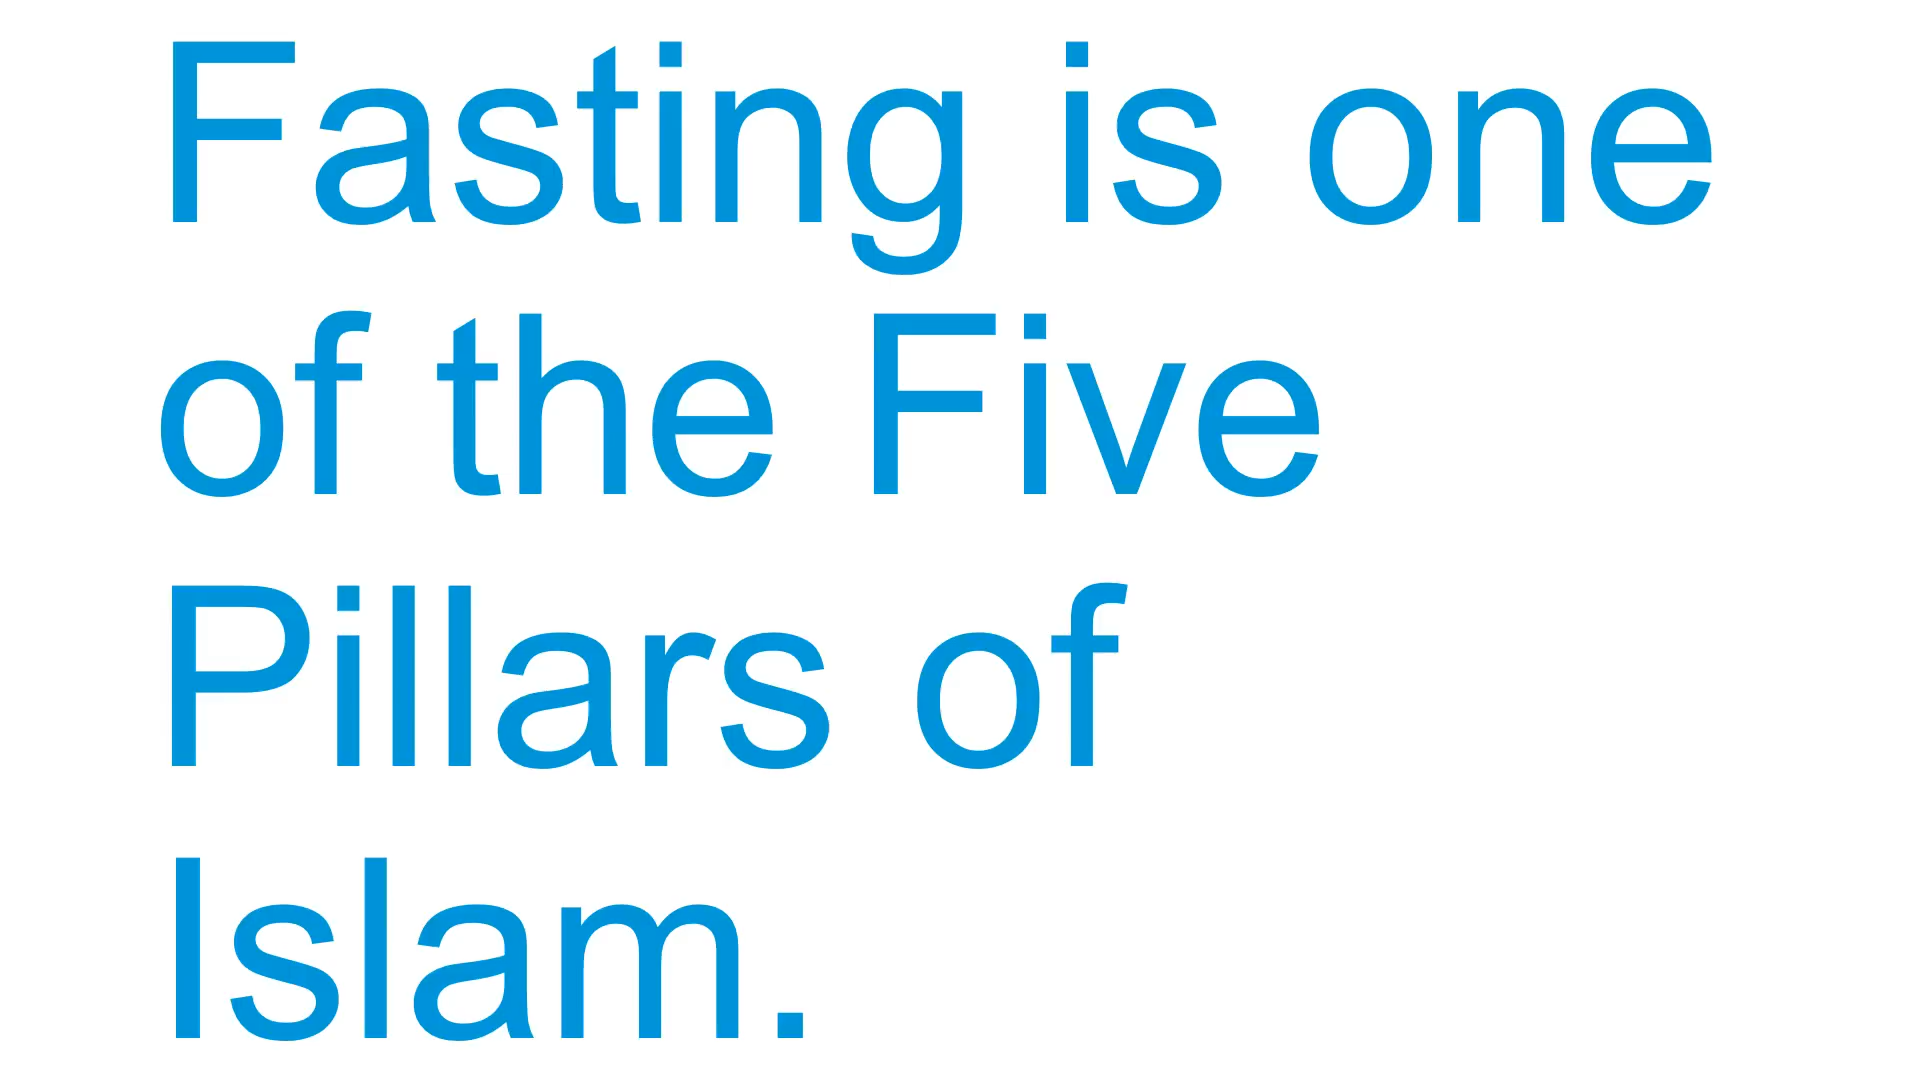 Fasting is one
of the Five
Pillars of
Islam.